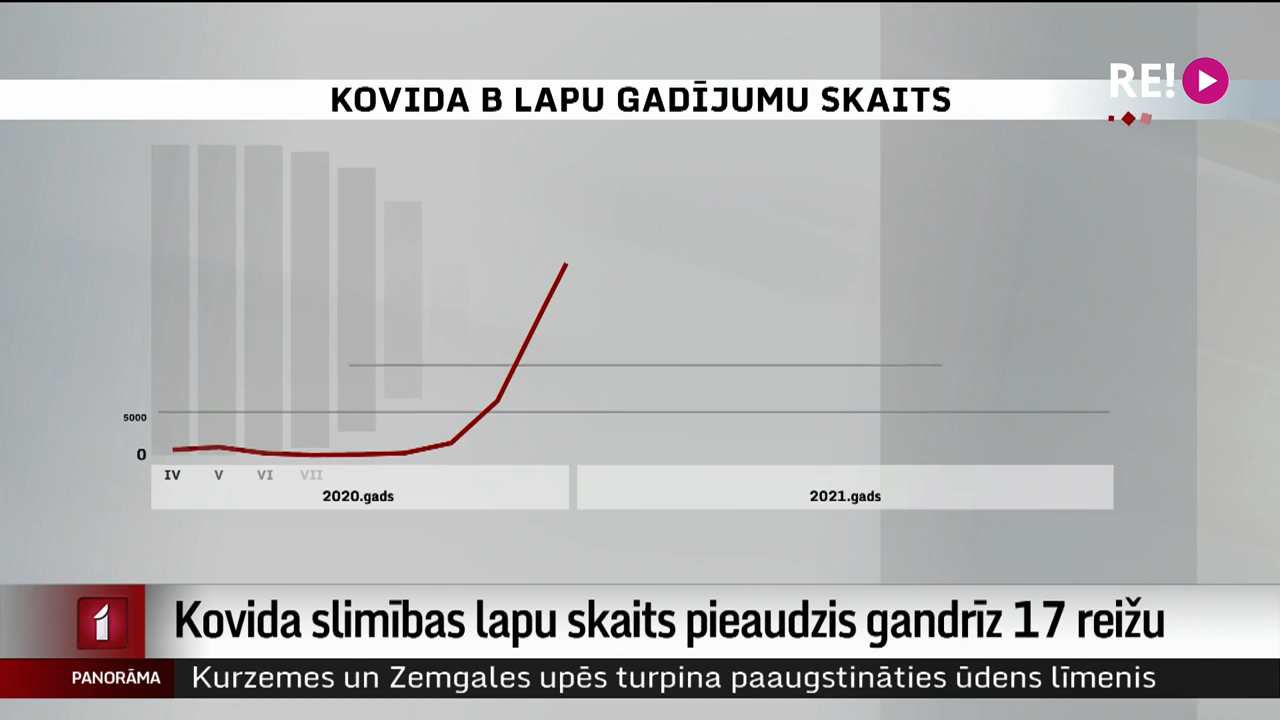 RE!
KOVIDA B LAPU GADĪJUMU SKAITS
5000
0
IV V VI VII
2020.gads 2021.gads
1
Kovida slimības lapu skaits pieaudzis gandrīz 17 reižu
PANORĀMA
Kurzemes un Zemgales upēs turpina paaugstināties ūdens līmenis